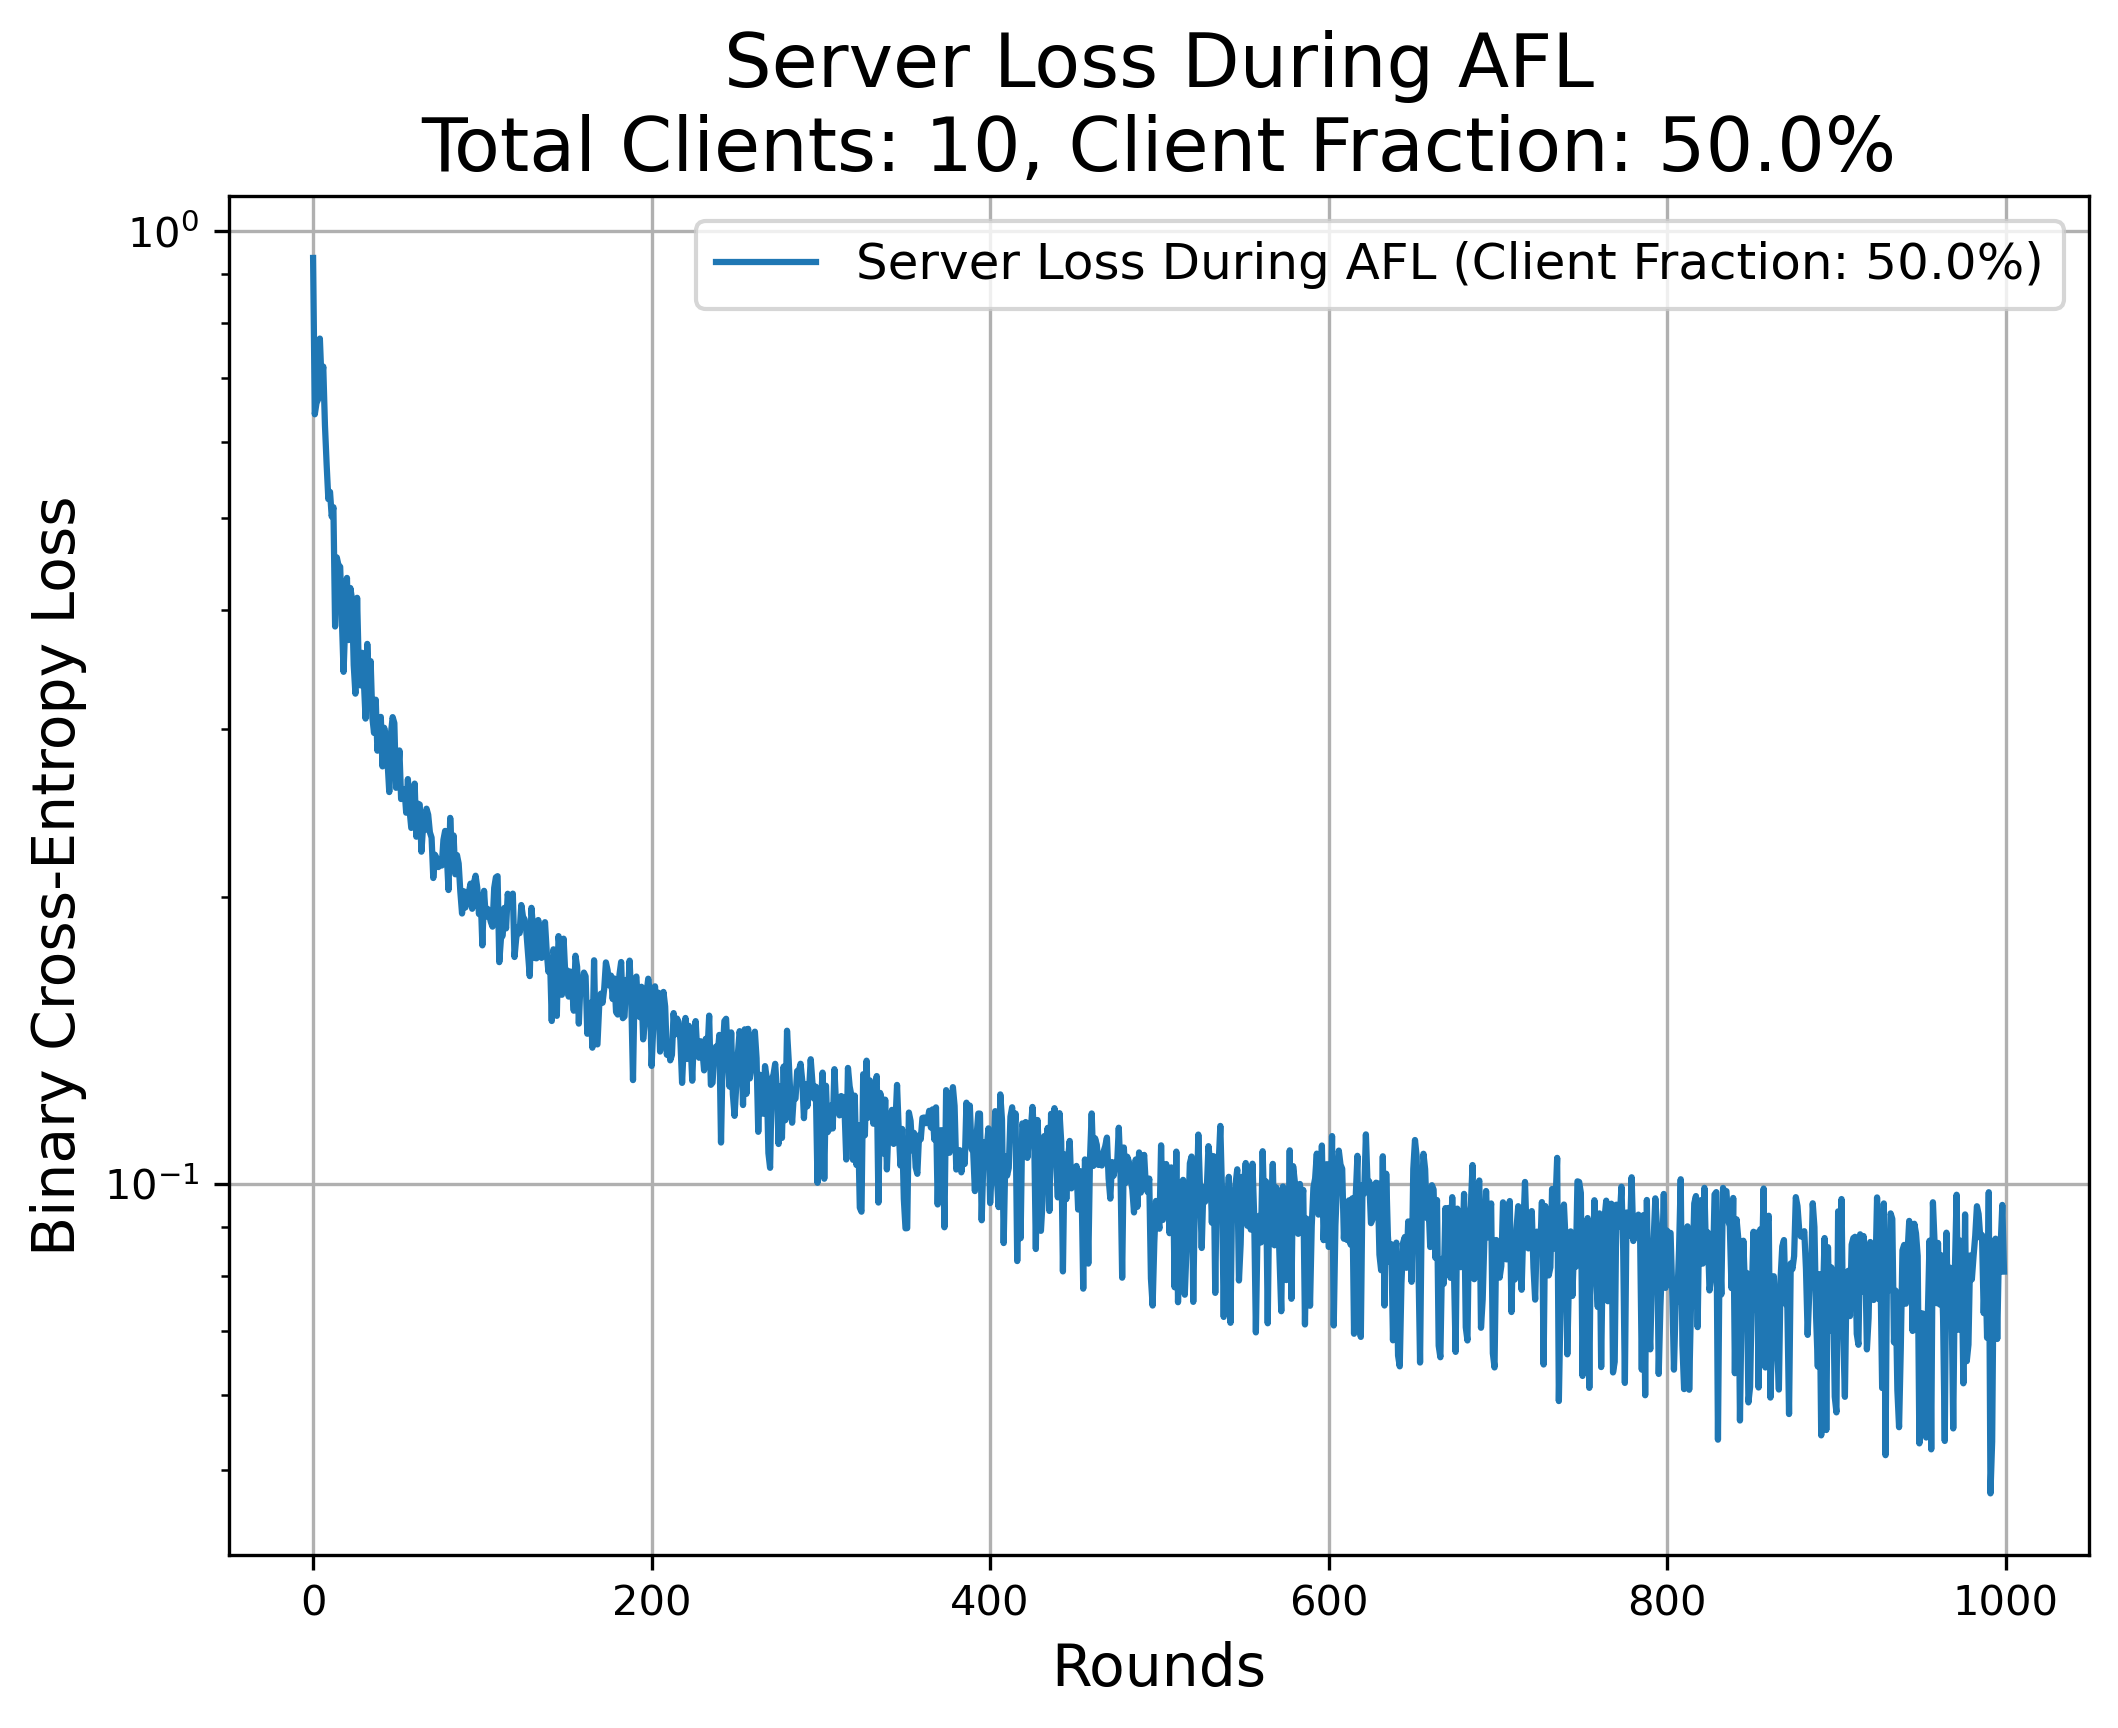 Server Loss During AFL
Total Clients: 10, Client Fraction: 50.0%
Server Loss During AFL (Client Fraction: 50.0%)
Binary Cross-Entropy Loss
10⁰
10⁻¹
0 200 400 600 800 1000
Rounds